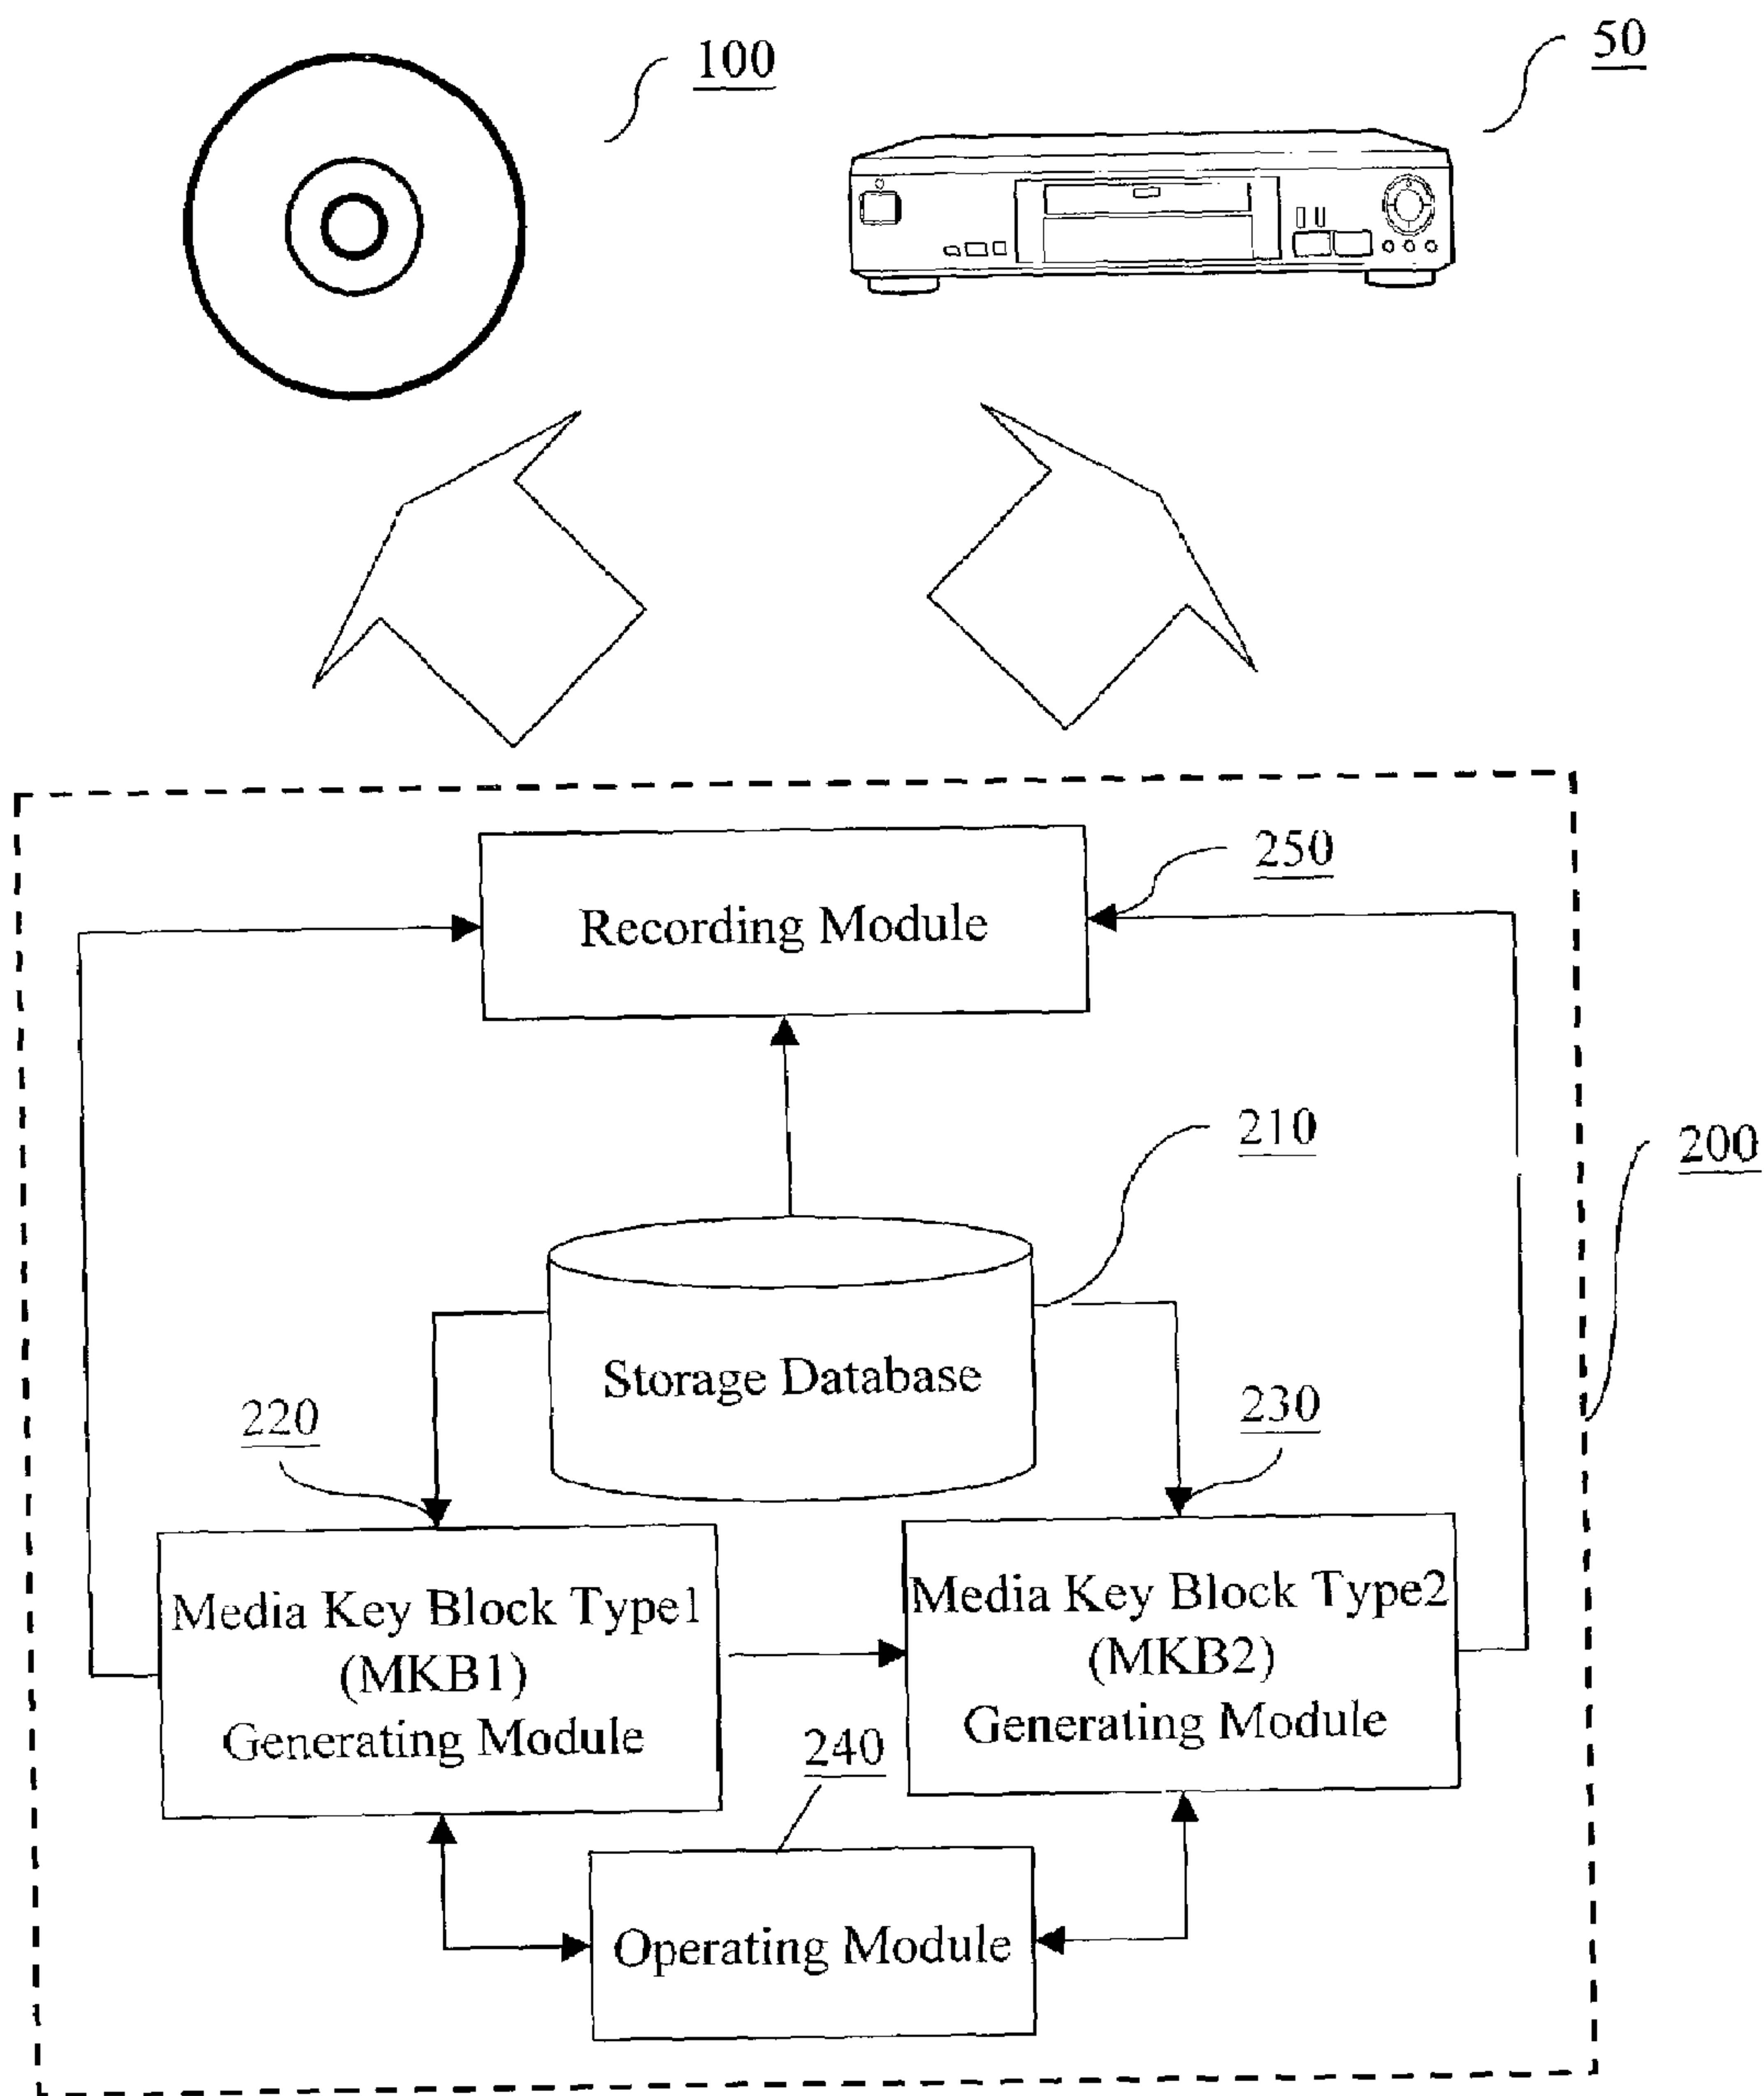 100
50
250
Recording Module
210
200
Storage Database
220
230
Media Key Block Type1
(MKB1)
Generating Module
Media Key Block Type2
(MKB2)
Generating Module
240
Operating Module